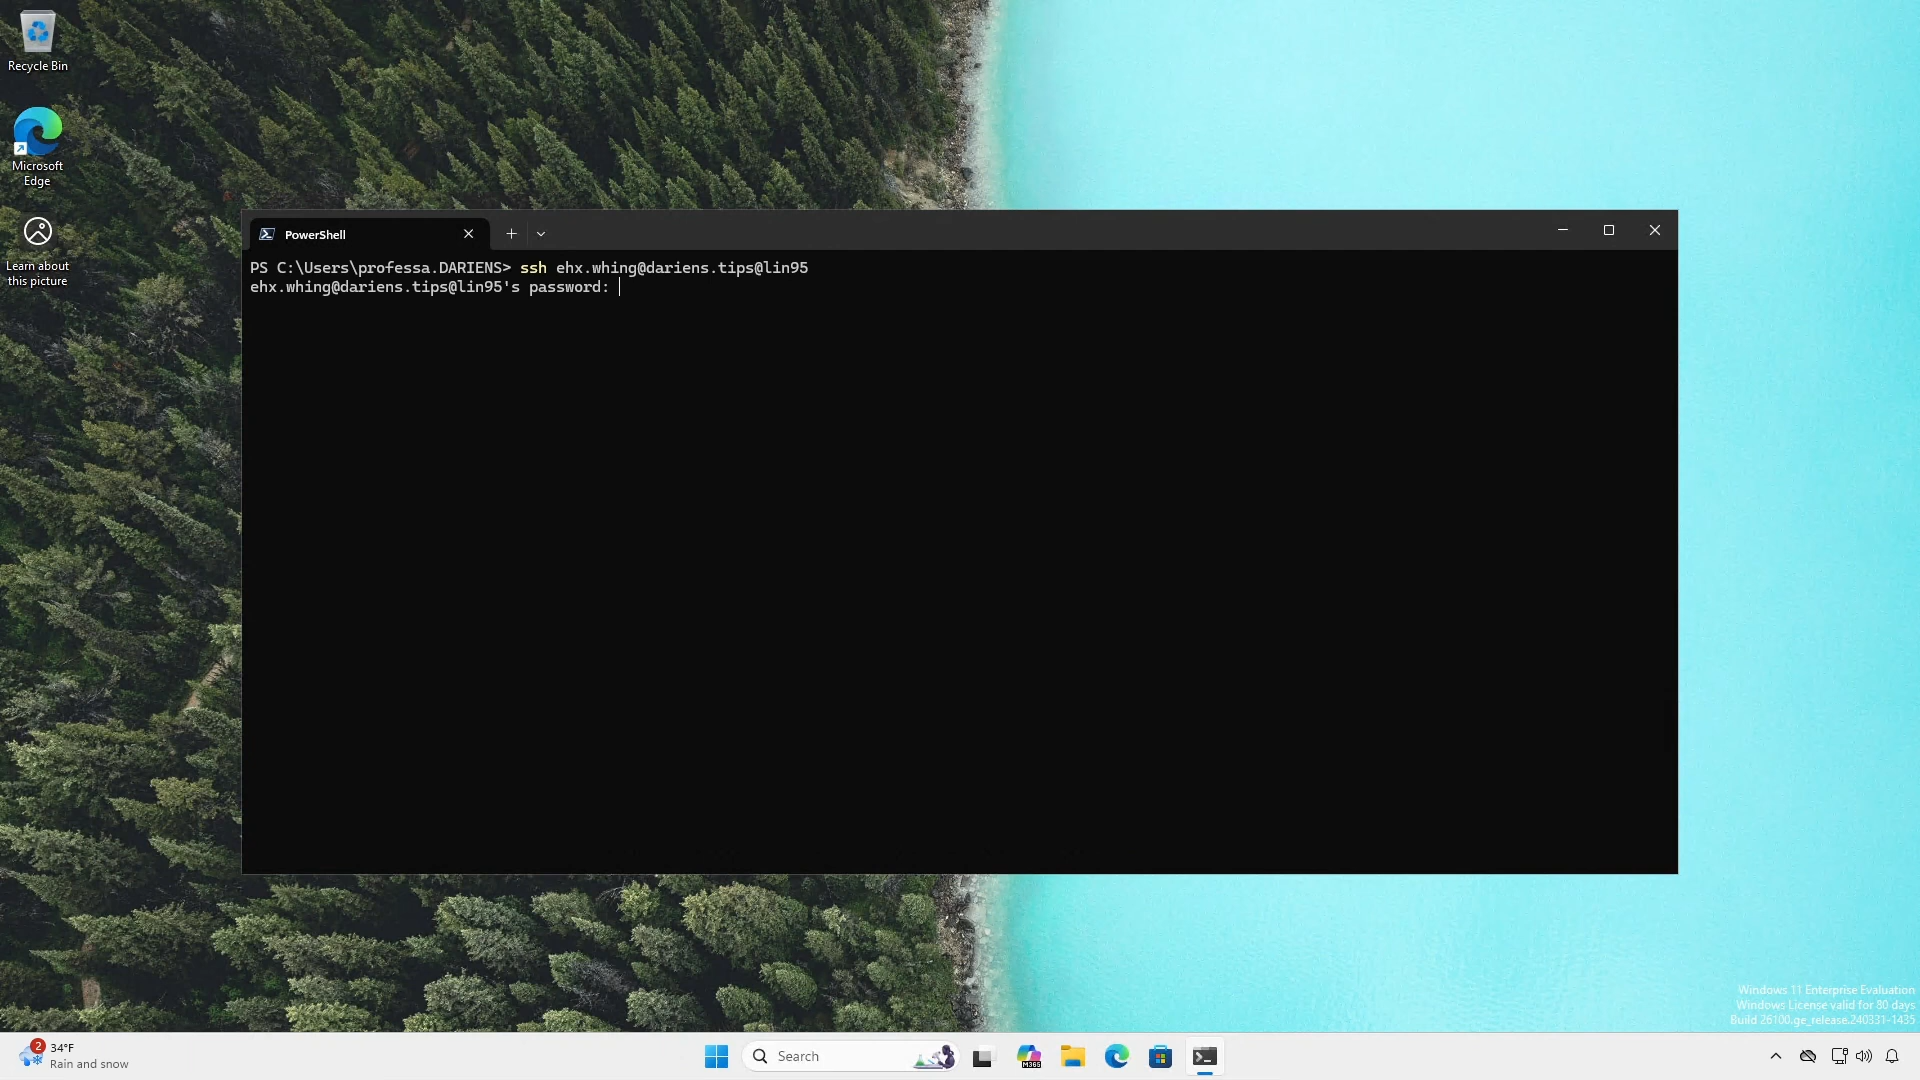 Recycle Bin
Microsoft
Edge
Learn about
this picture
PowerShell
PS C:\Users\professa.DARIENS> ssh ehx.whing@dariens.tips@lin95
ehx.whing@dariens.tips@lin95's password:
Windows 11 Enterprise Evaluation
Windows License valid for 80 days
Build 26100.ge_release.240331-1435
2
34°F
Rain and snow
Search
M365